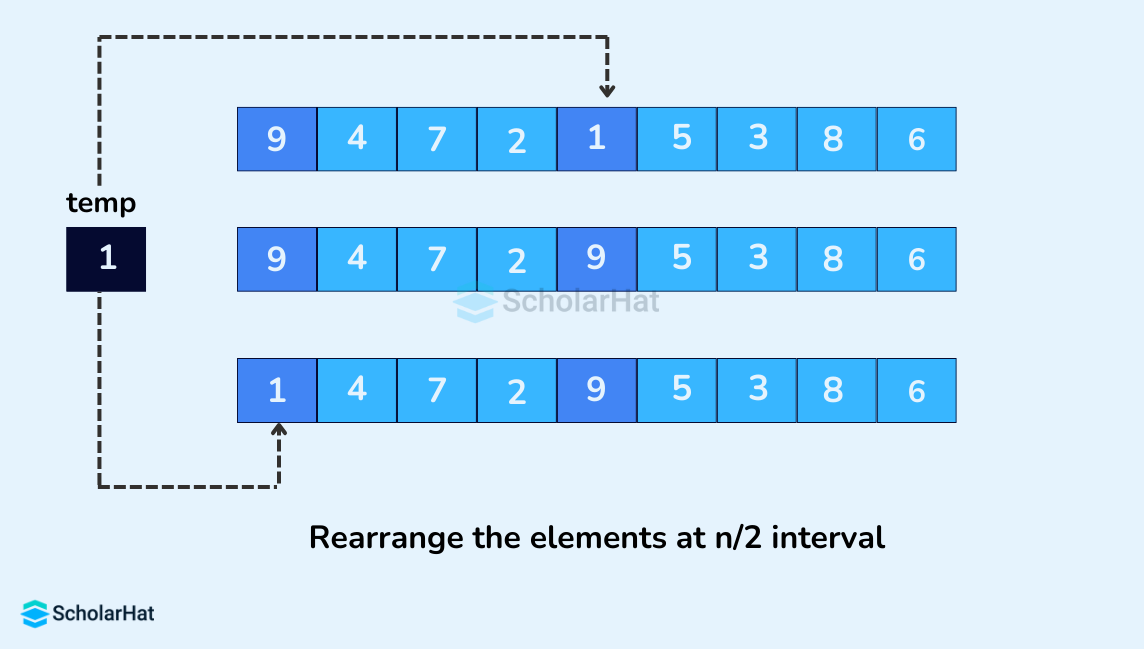 9 4 7 2 1 5 3 8 6
temp
1
9 4 7 2 9 5 3 8 6
ScholarHat
1 4 7 2 9 5 3 8 6
Rearrange the elements at n/2 interval
ScholarHat